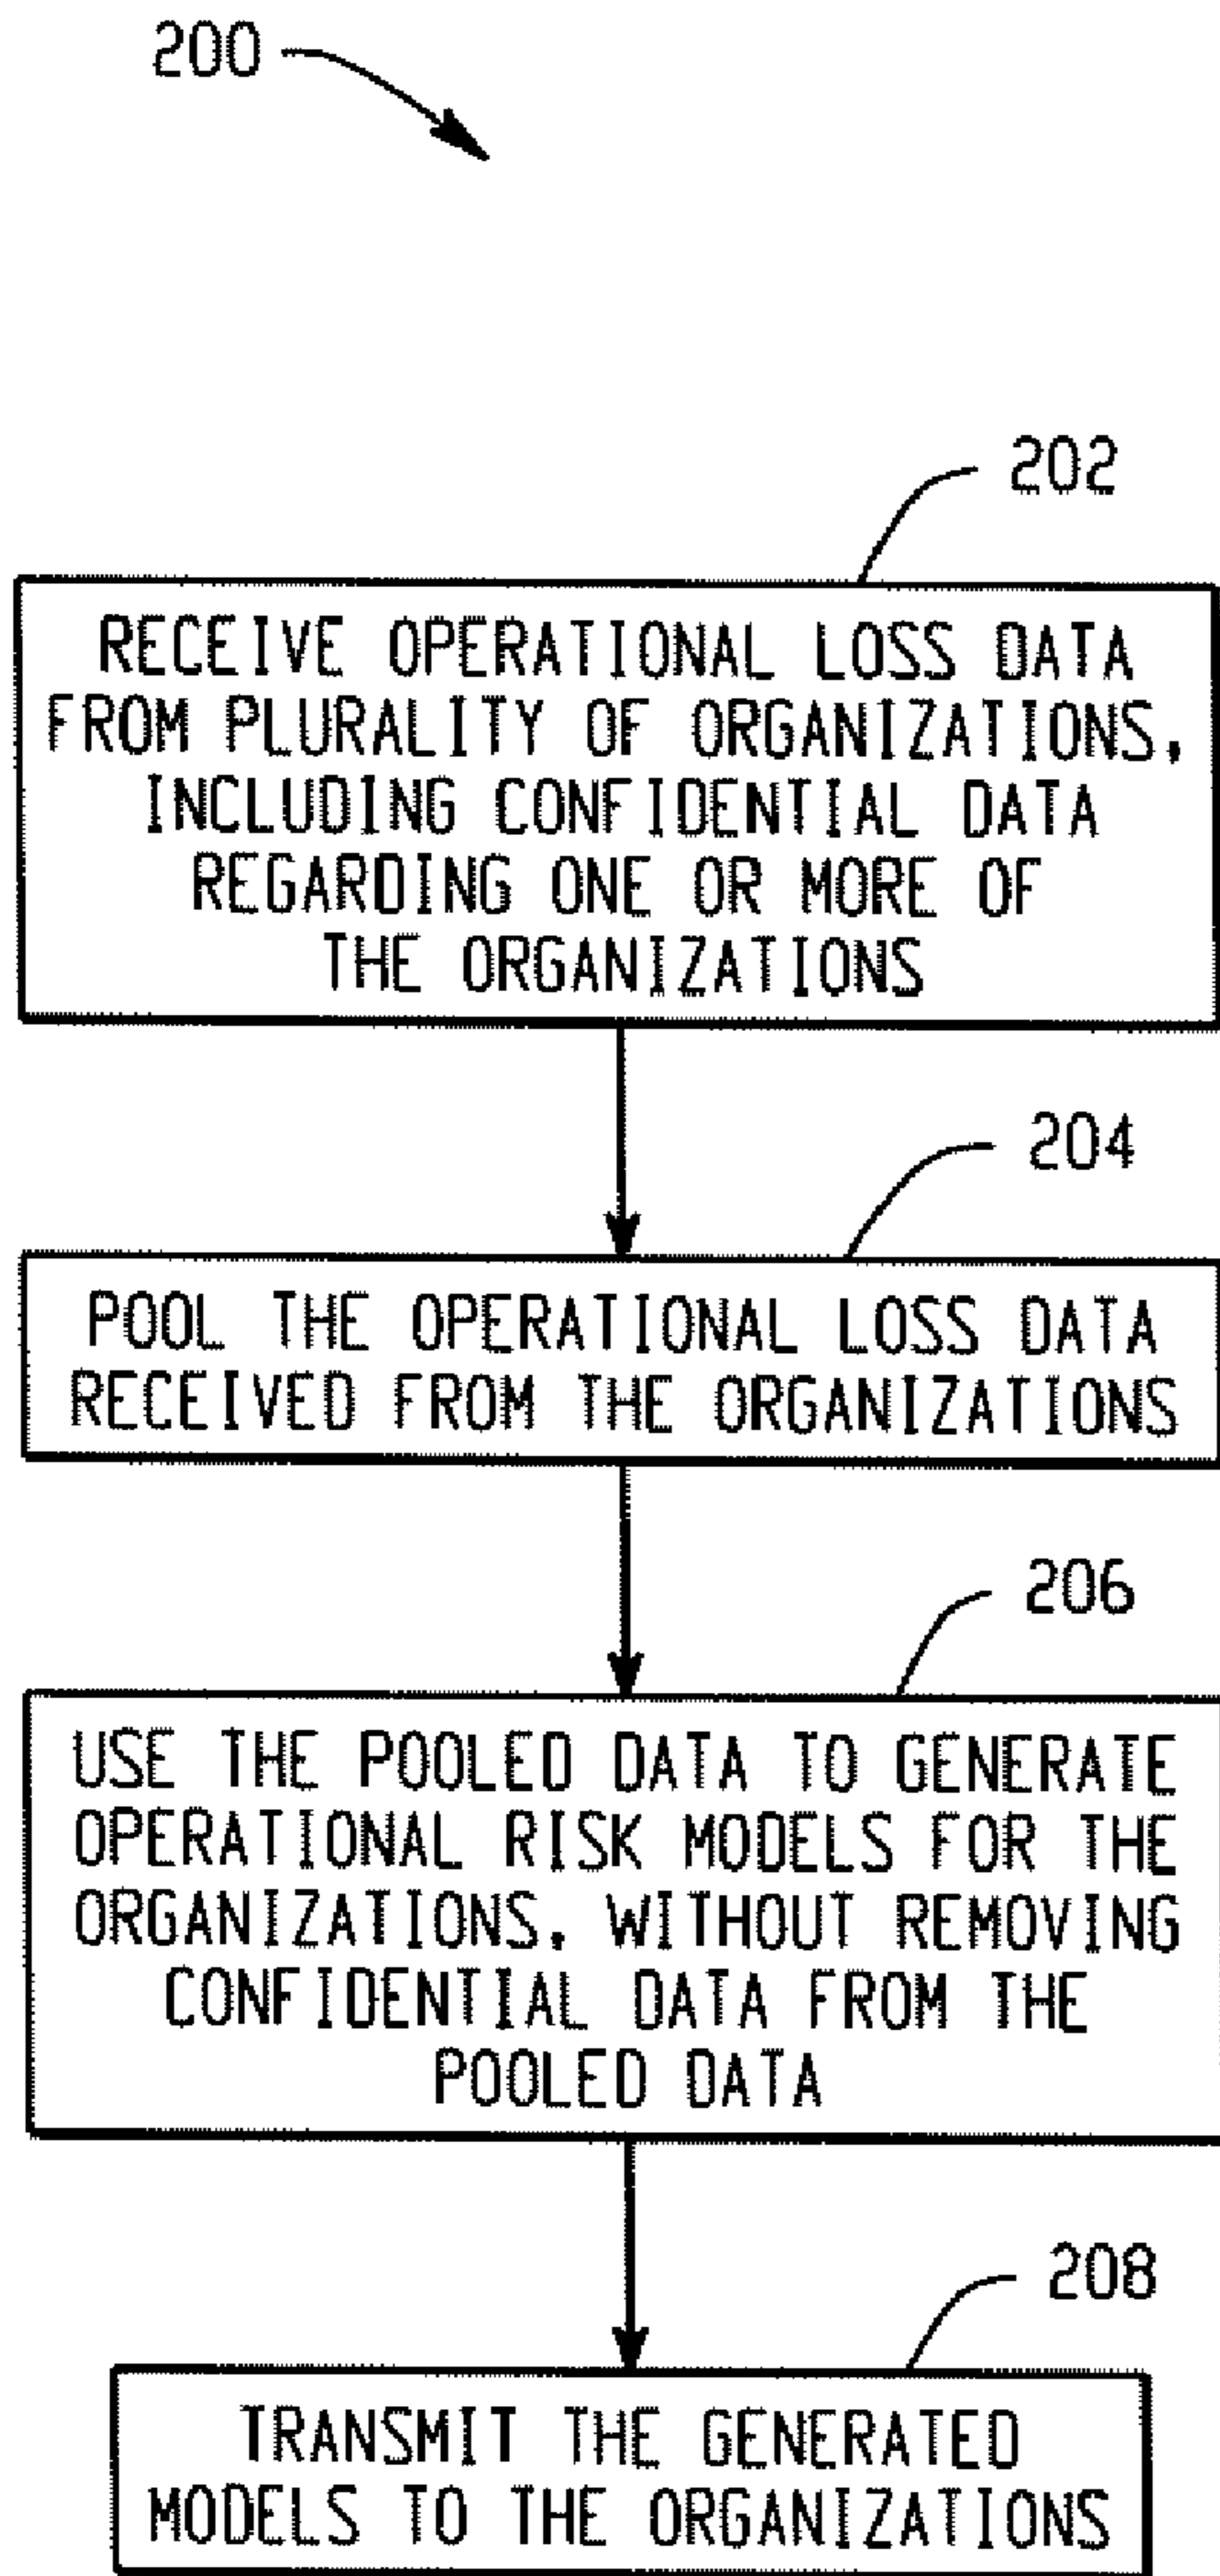 200
202
RECEIVE OPERATIONAL LOSS DATA
FROM PLURALITY OF ORGANIZATIONS,
INCLUDING CONFIDENTIAL DATA
REGARDING ONE OR MORE OF
THE ORGANIZATIONS
204
POOL THE OPERATIONAL LOSS DATA
RECEIVED FROM THE ORGANIZATIONS
206
USE THE POOLED DATA TO GENERATE
OPERATIONAL RISK MODELS FOR THE
ORGANIZATIONS, WITHOUT REMOVING
CONFIDENTIAL DATA FROM THE
POOLED DATA
208
TRANSMIT THE GENERATED
MODELS TO THE ORGANIZATIONS